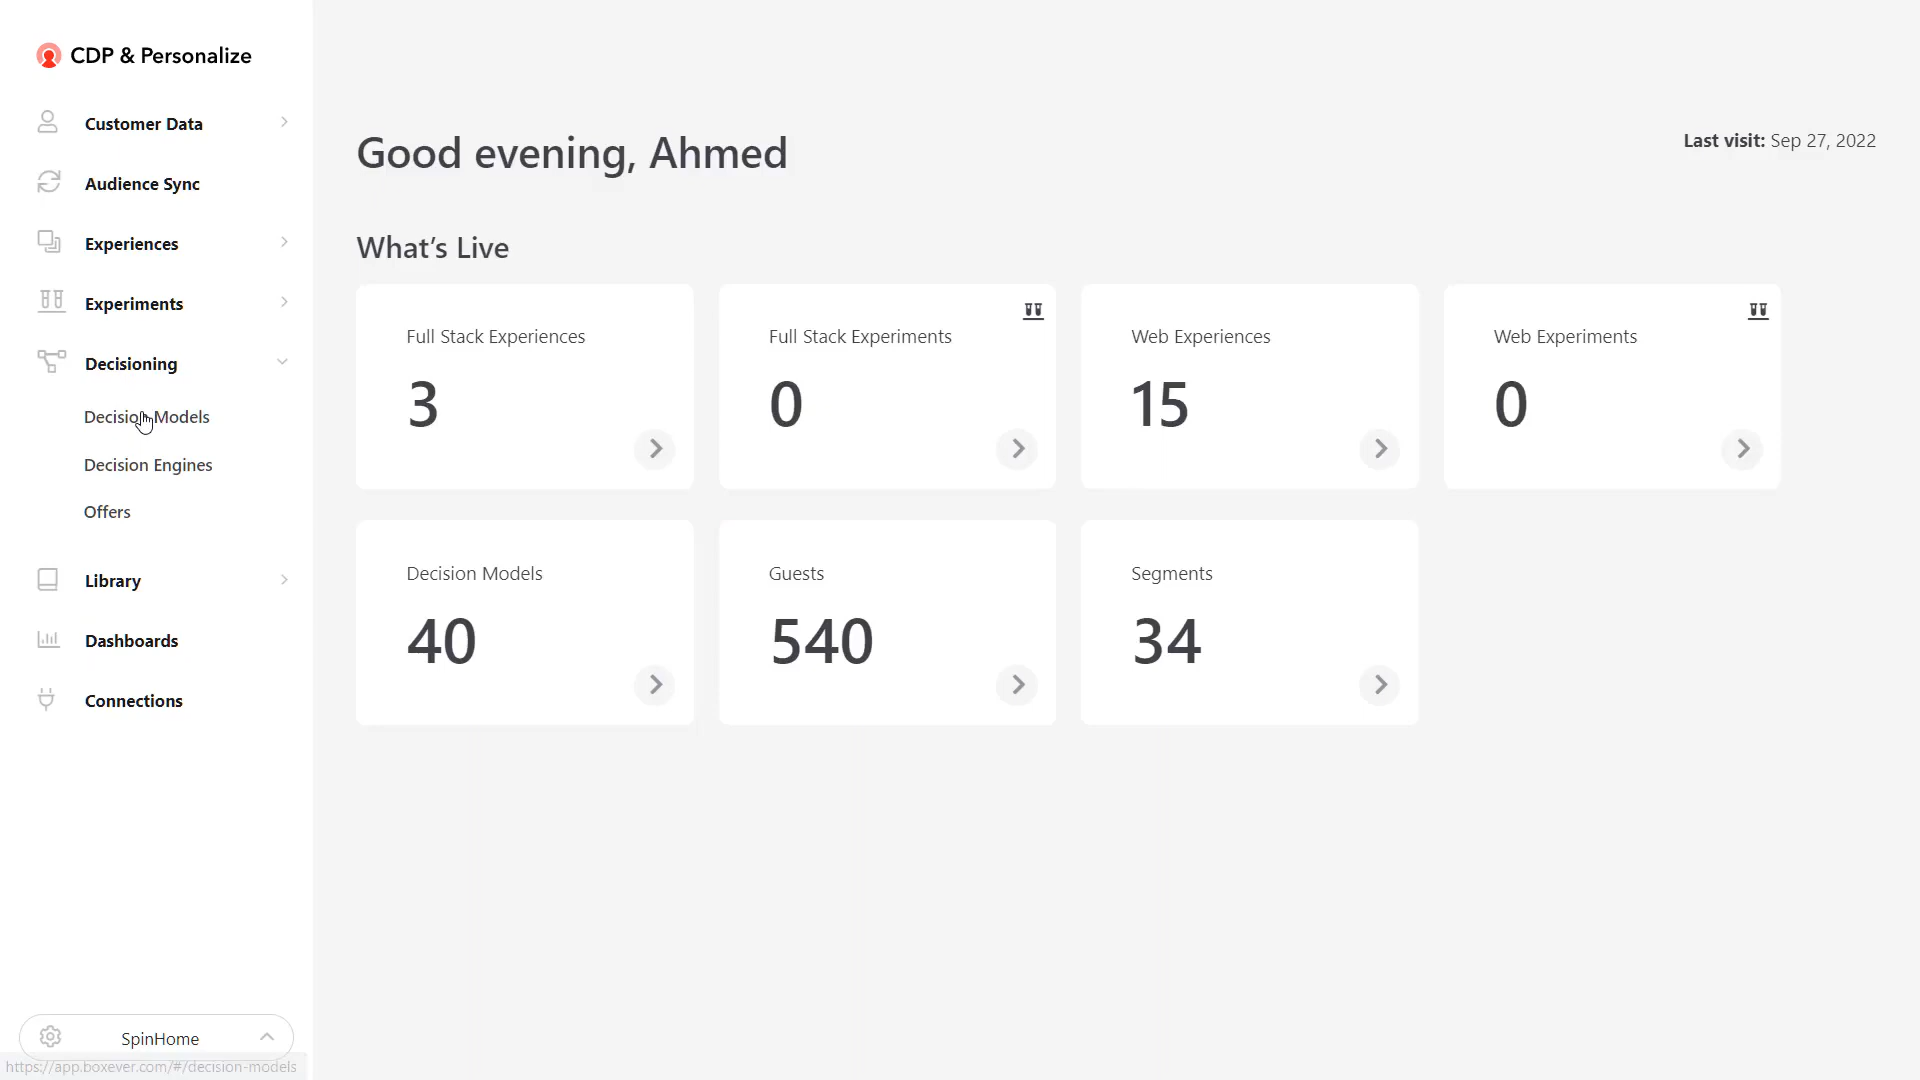 CDP & Personalize
Customer Data
Audience Sync
Experiences
Experiments
Decisioning
Decision Models
Decision Engines
Offers
Library
Dashboards
Connections
SpinHome
https://app.boxever.com/#/decision-models
Good evening, Ahmed
Last visit: Sep 27, 2022
What's Live
Full Stack Experiences
3
Full Stack Experiments
0
Web Experiences
15
Web Experiments
0
Decision Models
40
Guests
540
Segments
34